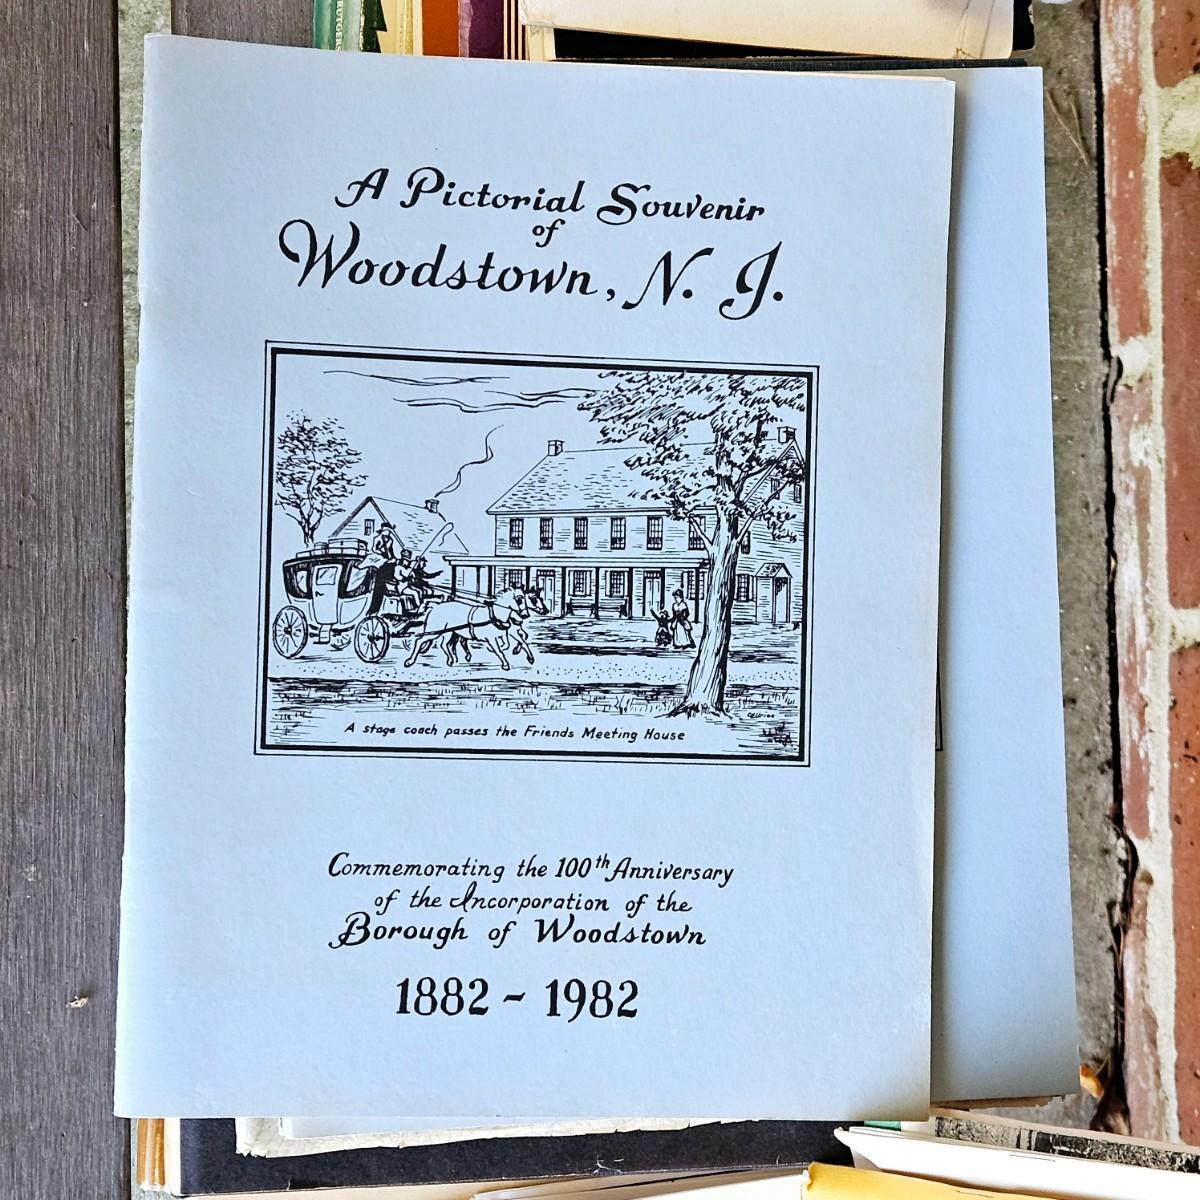 RUTGERS
A Pictorial Souvenir
of
Woodstown, N. J.
A stage coach passes the Friends Meeting House
Commemorating the 100th Anniversary
of the Incorporation of the
Borough of Woodstown
1882 - 1982